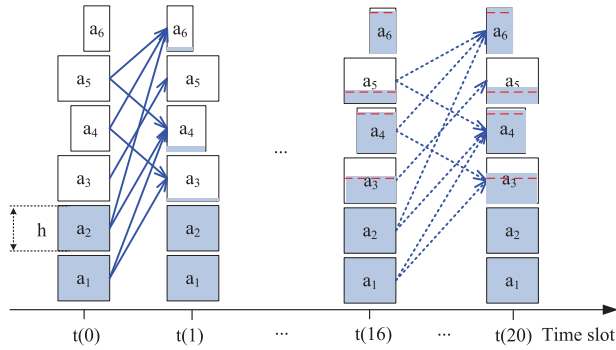 a6 a6 a6 a6
a5 a5 a5 a5
a4 a4 a4 a4
...
a3 a3 a3 a3
h a2 a2 a2 a2
a1 a1 a1 a1
t(0) t(1) ... t(16) ... t(20) Time slot